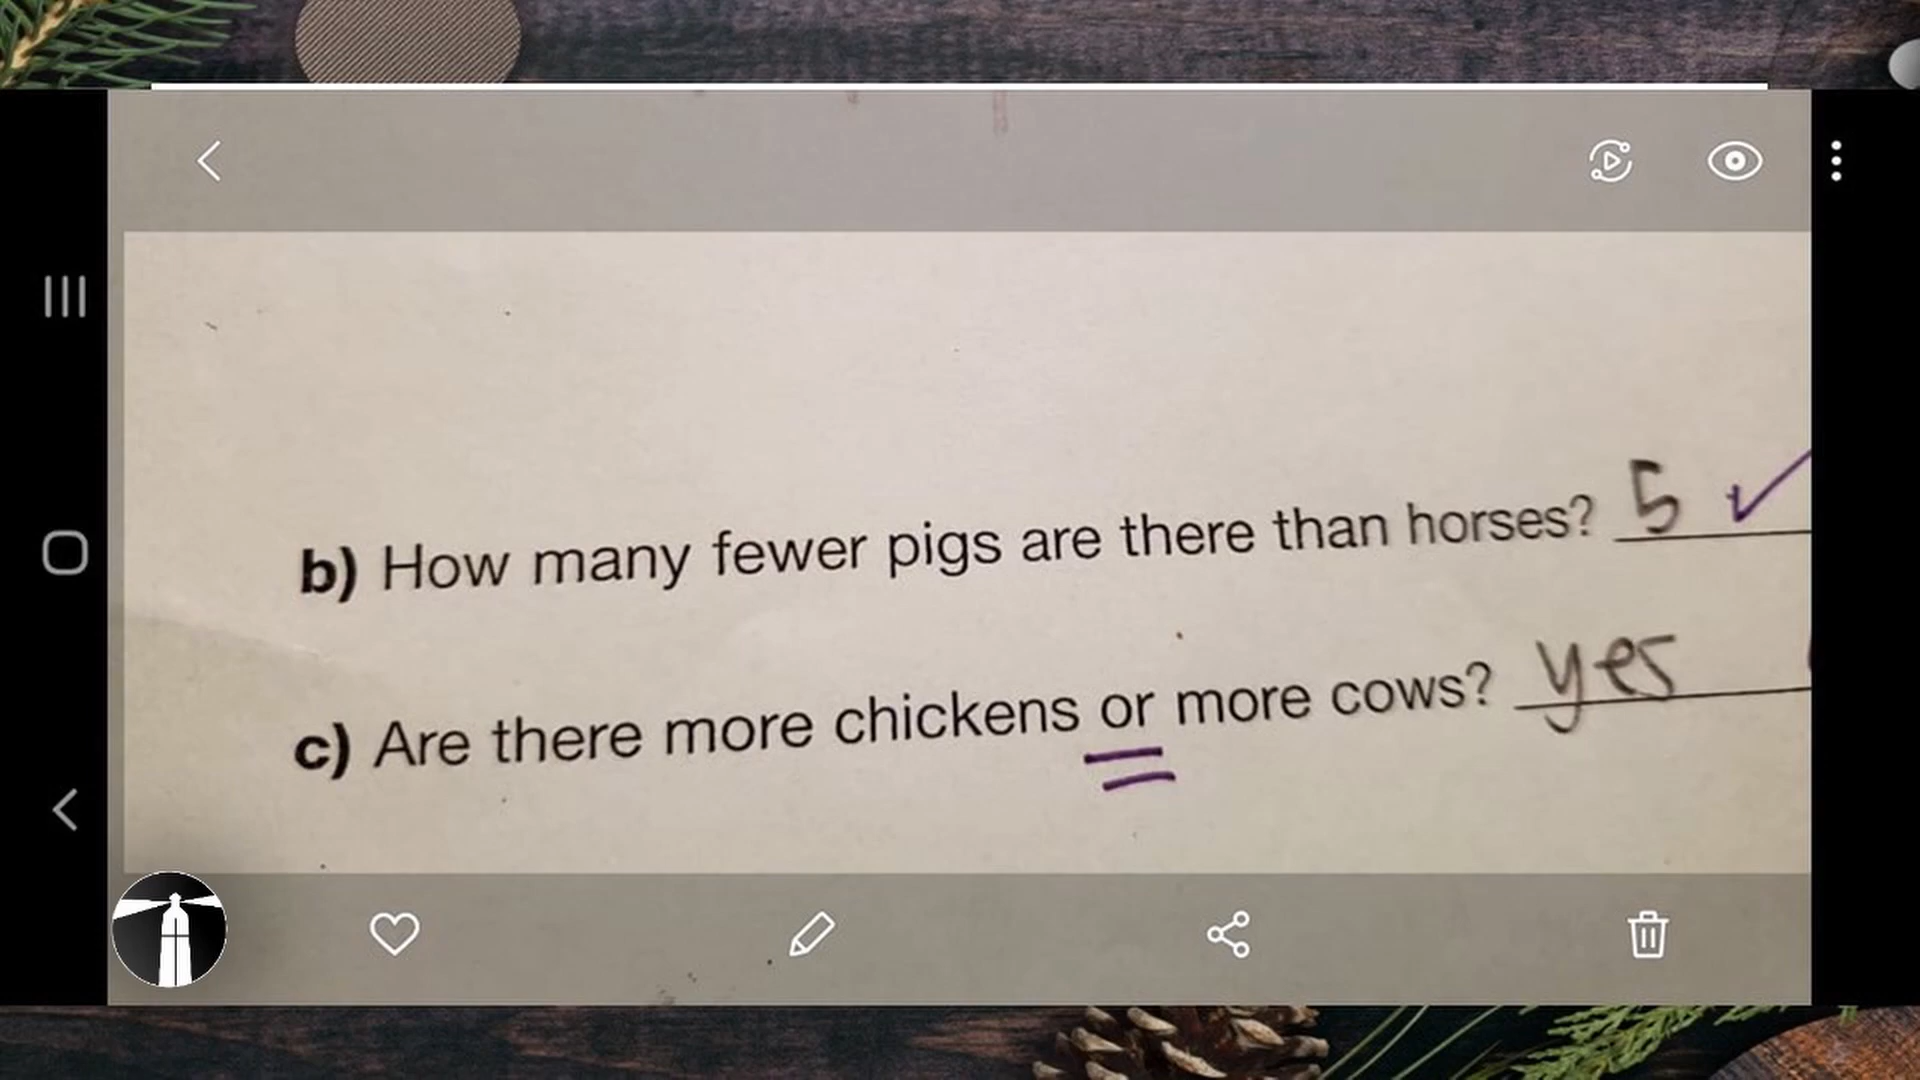 b) How many fewer pigs are there than horses? 5
c) Are there more chickens or more cows? yes